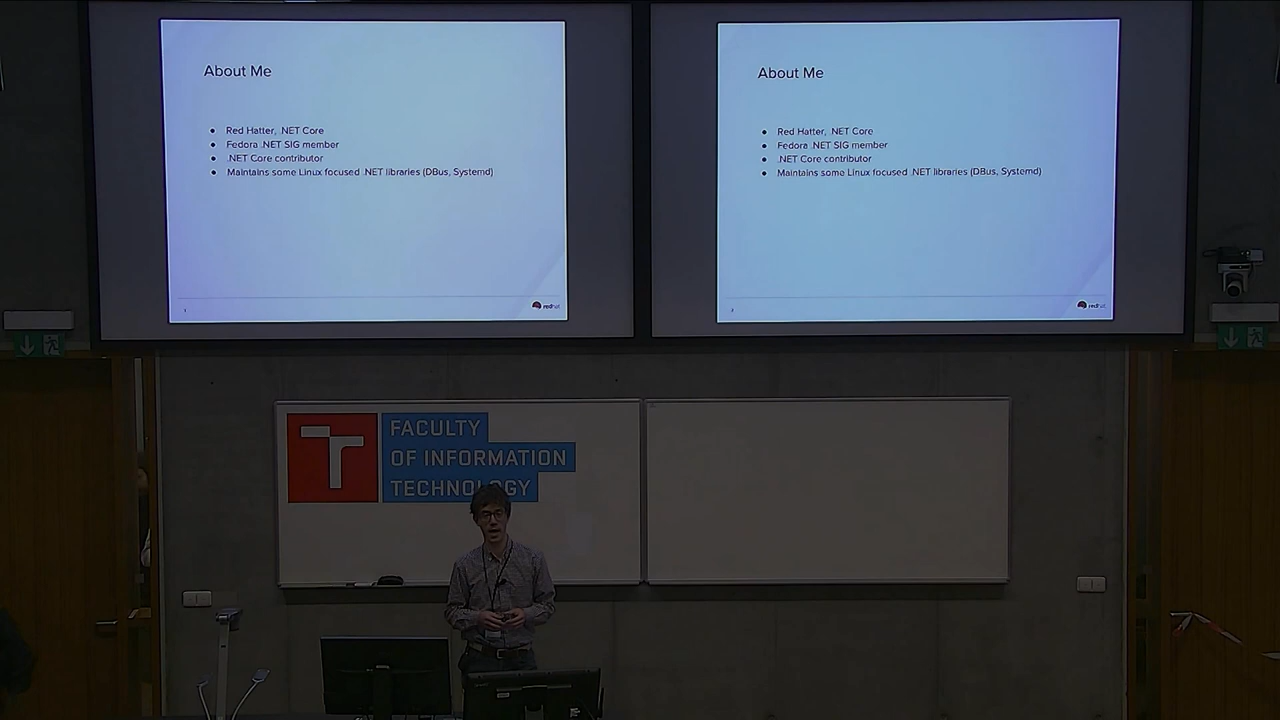 About Me
● Red Hatter, .NET Core
● Fedora .NET SIG member
● .NET Core contributor
● Maintains some Linux focused .NET libraries (DBus, Systemd)
redhat
About Me
● Red Hatter, .NET Core
● Fedora .NET SIG member
● .NET Core contributor
● Maintains some Linux focused .NET libraries (DBus, Systemd)
redhat
FACULTY
OF INFORMATION
TECHNOLOGY